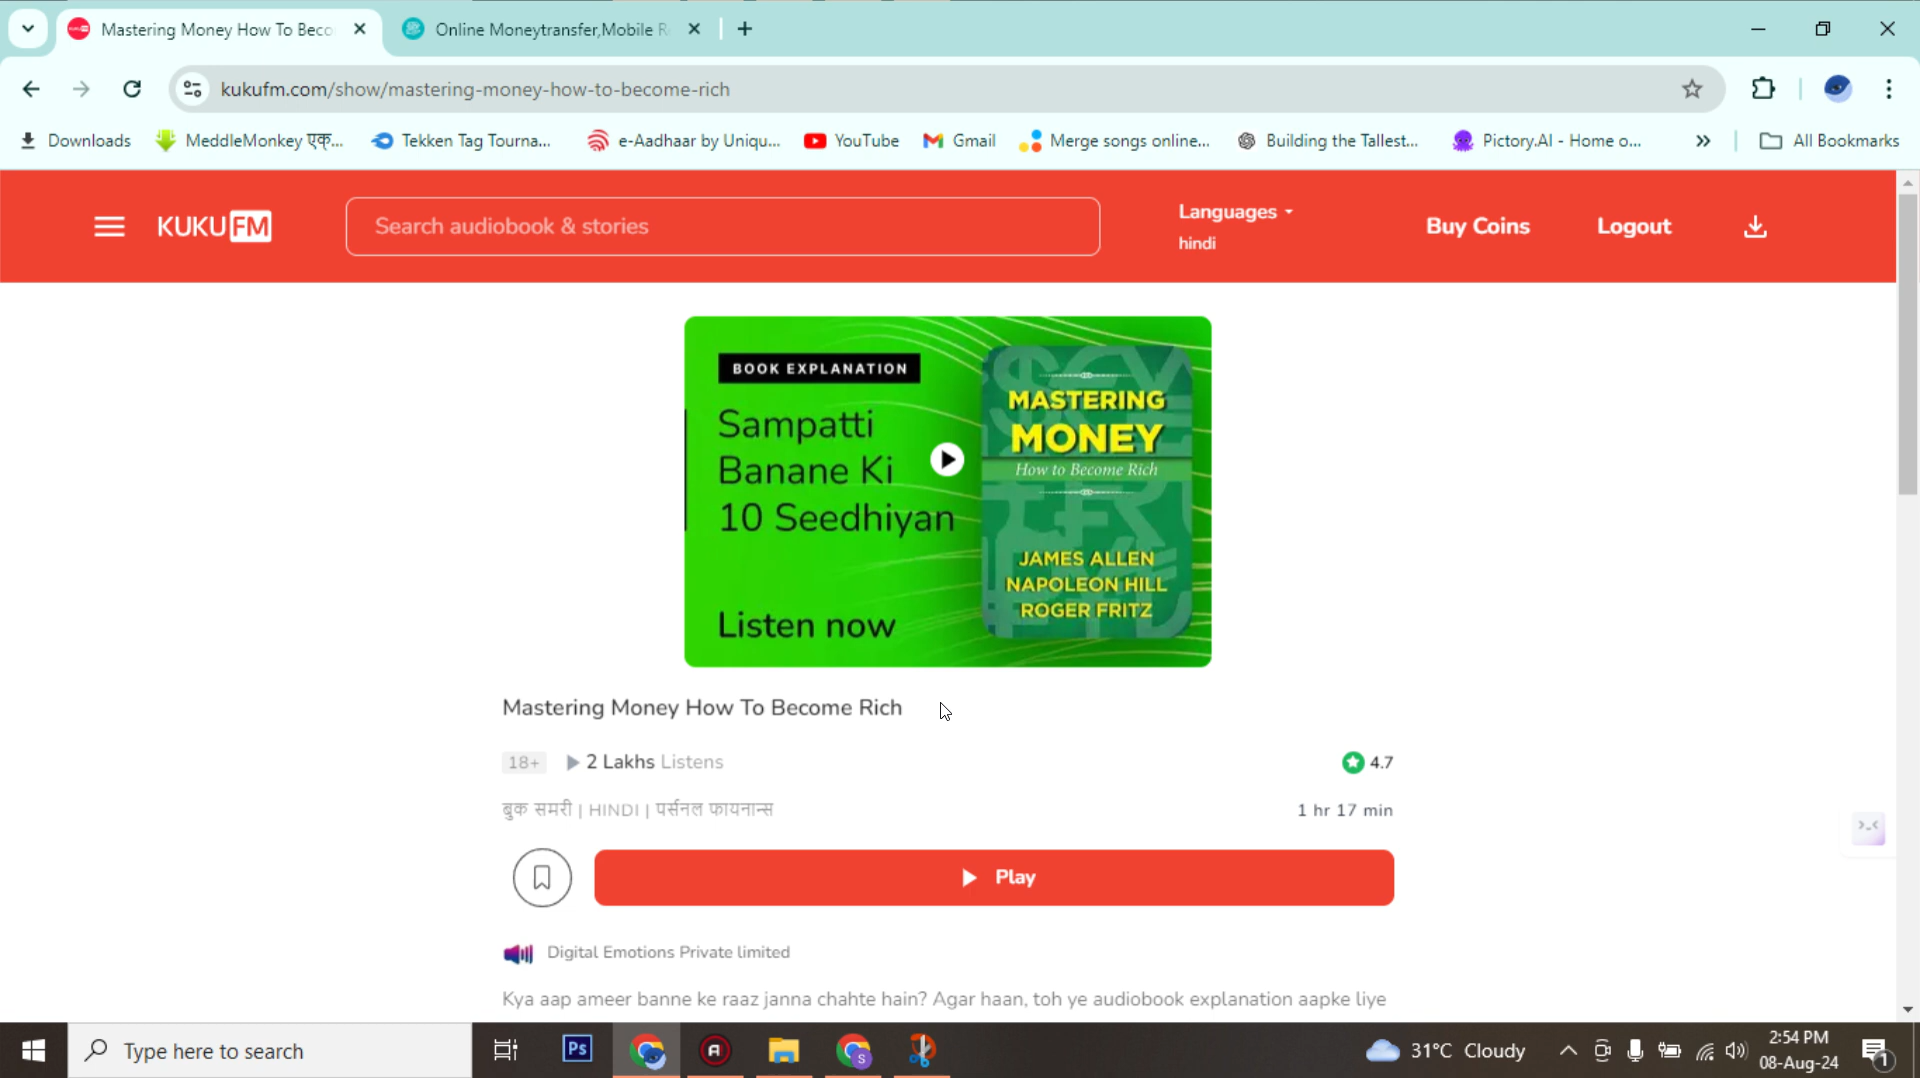 Mastering Money How To Beco
Online Moneytransfer,Mobile R
kukufm.com/show/mastering-money-how-to-become-rich
Downloads
MeddleMonkey एक्...
Tekken Tag Tourna...
e-Aadhaar by Uniqu...
YouTube
Gmail
Merge songs online...
Building the Tallest...
Pictory.AI - Home o...
All Bookmarks
KUKU FM
Search audiobook & stories
Languages
hindi
Buy Coins
Logout
BOOK EXPLANATION
Sampatti
Banane Ki
10 Seedhiyan
Listen now
MASTERING
MONEY
How to Become Rich
JAMES ALLEN
NAPOLEON HILL
ROGER FRITZ
Mastering Money How To Become Rich
18+
2 Lakhs Listens
4.7
बुक समरी | HINDI | पर्सनल फायनान्स
1 hr 17 min
Play
Digital Emotions Private limited
Kya aap ameer banne ke raaz janna chahte hain? Agar haan, toh ye audiobook explanation aapke liye
Type here to search
Ps
S
31°C Cloudy
2:54 PM
08-Aug-24
1